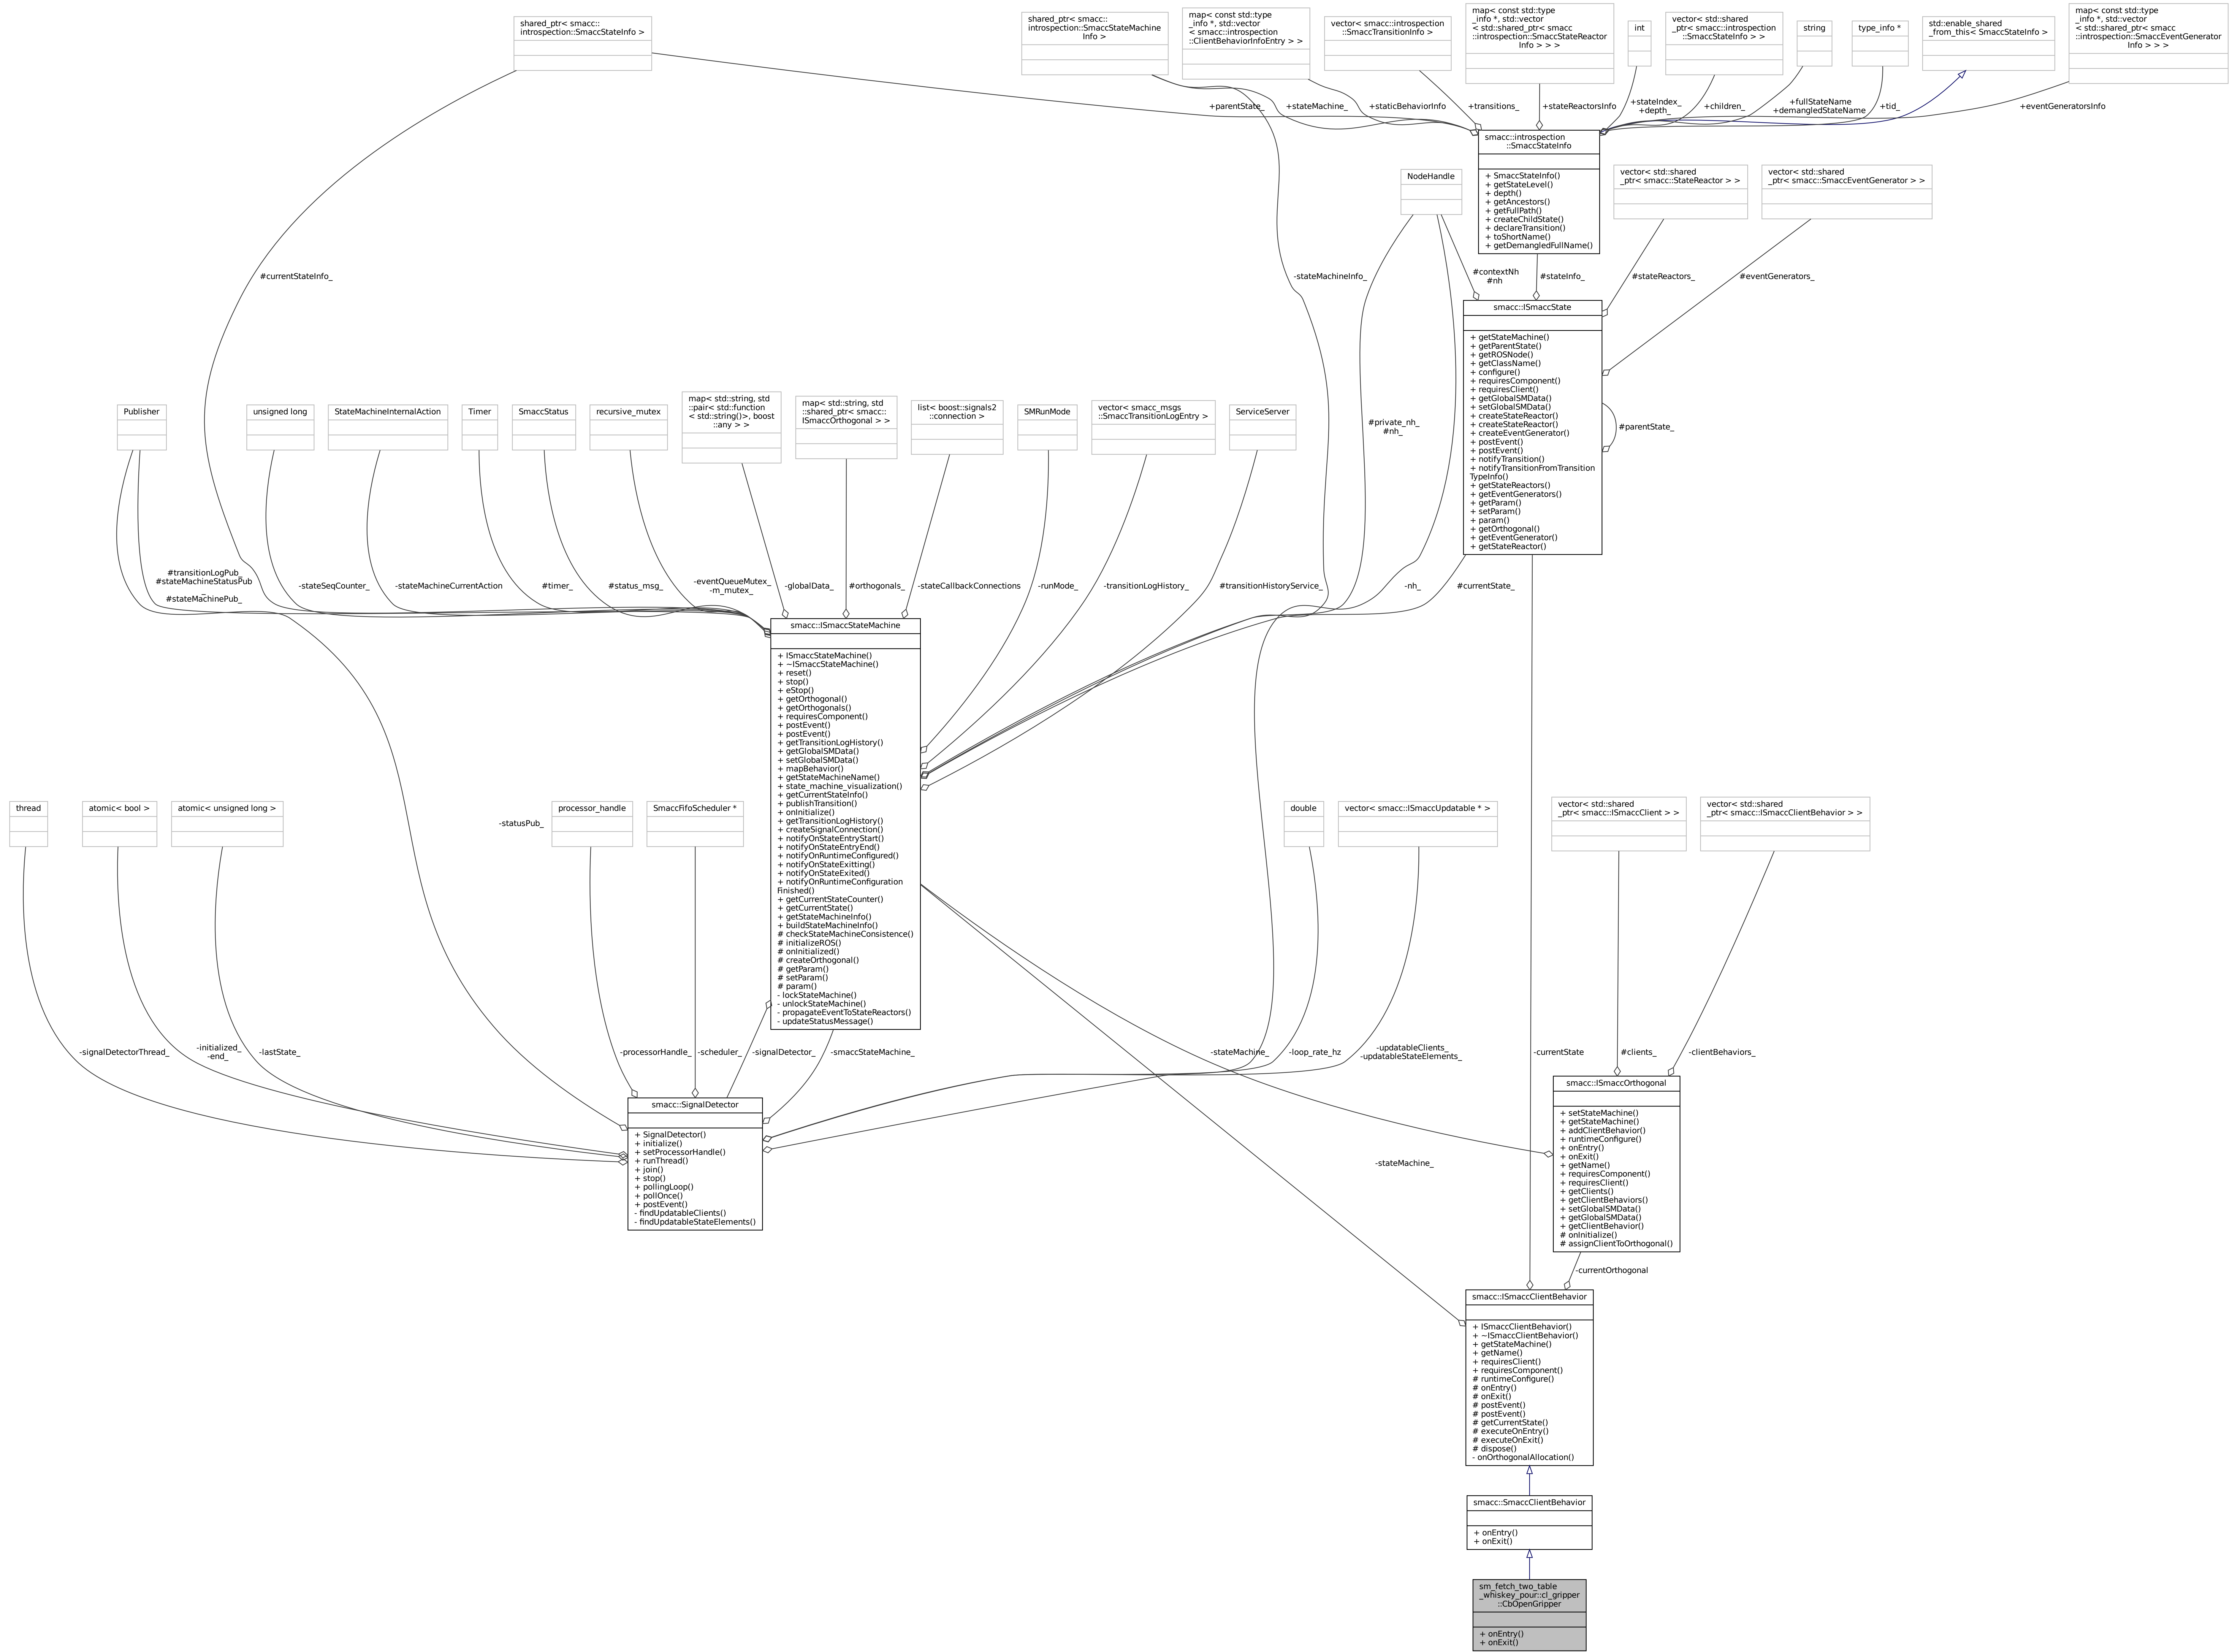 shared_ptr< smacc::
introspection::SmaccStateInfo >
shared_ptr< smacc::
introspection::SmaccStateMachine
Info >
map< const std::type
_info *, std::vector
< smacc::introspection
::ClientBehaviorInfoEntry > >
vector< smacc::introspection
::SmaccTransitionInfo >
map< const std::type
_info *, std::vector
< std::shared_ptr< smacc
::introspection::SmaccStateReactor
Info > > >
int
vector< std::shared
_ptr< smacc::introspection
::SmaccStateInfo > >
string
type_info *
std::enable_shared
_from_this< SmaccStateInfo >
map< const std::type
_info *, std::vector
< std::shared_ptr< smacc
::introspection::SmaccEventGenerator
Info > > >
+parentState_
+stateMachine_
+staticBehaviorInfo
+transitions_
+stateReactorsInfo
+stateIndex_
+depth_
+children_
+fullStateName
+demangledStateName
+tid_
+eventGeneratorsInfo
smacc::introspection
::SmaccStateInfo
+ SmaccStateInfo()
+ getStateLevel()
+ depth()
+ getAncestors()
+ getFullPath()
+ createChildState()
+ declareTransition()
+ toShortName()
+ getDemangledFullName()
NodeHandle
vector< std::shared
_ptr< smacc::StateReactor > >
vector< std::shared
_ptr< smacc::SmaccEventGenerator > >
#currentStateInfo_
-stateMachineInfo_
#contextNh
#nh
#stateInfo_
#stateReactors_
#eventGenerators_
smacc::ISmaccState
+ getStateMachine()
+ getParentState()
+ getROSNode()
+ getClassName()
+ configure()
+ requiresComponent()
+ requiresClient()
+ getGlobalSMData()
+ setGlobalSMData()
+ createStateReactor()
+ createStateReactor()
+ createEventGenerator()
+ postEvent()
+ postEvent()
+ notifyTransition()
+ notifyTransitionFromTransition
TypeInfo()
+ getStateReactors()
+ getEventGenerators()
+ getParam()
+ setParam()
+ param()
+ getOrthogonal()
+ getEventGenerator()
+ getStateReactor()
#parentState_
#private_nh_
#nh_
Publisher
unsigned long
StateMachineInternalAction
Timer
SmaccStatus
recursive_mutex
map< std::string, std
::pair< std::function
< std::string()>, boost
::any > >
map< std::string, std
::shared_ptr< smacc::
ISmaccOrthogonal > >
list< boost::signals2
::connection >
SMRunMode
vector< smacc_msgs
::SmaccTransitionLogEntry >
ServiceServer
#transitionLogPub_
#stateMachineStatusPub
_
#stateMachinePub_
-stateSeqCounter_
-stateMachineCurrentAction
#timer_
#status_msg_
-eventQueueMutex_
-m_mutex_
-globalData_
#orthogonals_
-stateCallbackConnections
-runMode_
-transitionLogHistory_
#transitionHistoryService_
-nh_
#currentState_
smacc::ISmaccStateMachine
+ ISmaccStateMachine()
+ ~ISmaccStateMachine()
+ reset()
+ stop()
+ eStop()
+ getOrthogonal()
+ getOrthogonals()
+ requiresComponent()
+ postEvent()
+ postEvent()
+ getTransitionLogHistory()
+ getGlobalSMData()
+ setGlobalSMData()
+ mapBehavior()
+ getStateMachineName()
+ state_machine_visualization()
+ getCurrentStateInfo()
+ publishTransition()
+ onInitialize()
+ getTransitionLogHistory()
+ createSignalConnection()
+ notifyOnStateEntryStart()
+ notifyOnStateEntryEnd()
+ notifyOnRuntimeConfigured()
+ notifyOnStateExitting()
+ notifyOnStateExited()
+ notifyOnRuntimeConfiguration
Finished()
+ getCurrentStateCounter()
+ getCurrentState()
+ getStateMachineInfo()
+ buildStateMachineInfo()
# checkStateMachineConsistence()
# initializeROS()
# onInitialized()
# createOrthogonal()
# getParam()
# setParam()
# param()
- lockStateMachine()
- unlockStateMachine()
- propagateEventToStateReactors()
- updateStatusMessage()
thread
atomic< bool >
atomic< unsigned long >
-statusPub_
processor_handle
SmaccFifoScheduler *
double
vector< smacc::ISmaccUpdatable * >
vector< std::shared
_ptr< smacc::ISmaccClient > >
vector< std::shared
_ptr< smacc::ISmaccClientBehavior > >
-signalDetectorThread_
-initialized_
-end_
-lastState_
-processorHandle_
-scheduler_
-signalDetector_
-smaccStateMachine_
-stateMachine_
-loop_rate_hz
-updatableClients_
-updatableStateElements_
-currentState
#clients_
-clientBehaviors_
smacc::SignalDetector
+ SignalDetector()
+ initialize()
+ setProcessorHandle()
+ runThread()
+ join()
+ stop()
+ pollingLoop()
+ pollOnce()
+ postEvent()
- findUpdatableClients()
- findUpdatableStateElements()
smacc::ISmaccOrthogonal
+ setStateMachine()
+ getStateMachine()
+ addClientBehavior()
+ runtimeConfigure()
+ onEntry()
+ onExit()
+ getName()
+ requiresComponent()
+ requiresClient()
+ getClients()
+ getClientBehaviors()
+ setGlobalSMData()
+ getGlobalSMData()
+ getClientBehavior()
# onInitialize()
# assignClientToOrthogonal()
-stateMachine_
-currentOrthogonal
smacc::ISmaccClientBehavior
+ ISmaccClientBehavior()
+ ~ISmaccClientBehavior()
+ getStateMachine()
+ getName()
+ requiresClient()
+ requiresComponent()
# runtimeConfigure()
# onEntry()
# onExit()
# postEvent()
# postEvent()
# getCurrentState()
# executeOnEntry()
# executeOnExit()
# dispose()
- onOrthogonalAllocation()
smacc::SmaccClientBehavior
+ onEntry()
+ onExit()
sm_fetch_two_table
_whiskey_pour::cl_gripper
::CbOpenGripper
+ onEntry()
+ onExit()